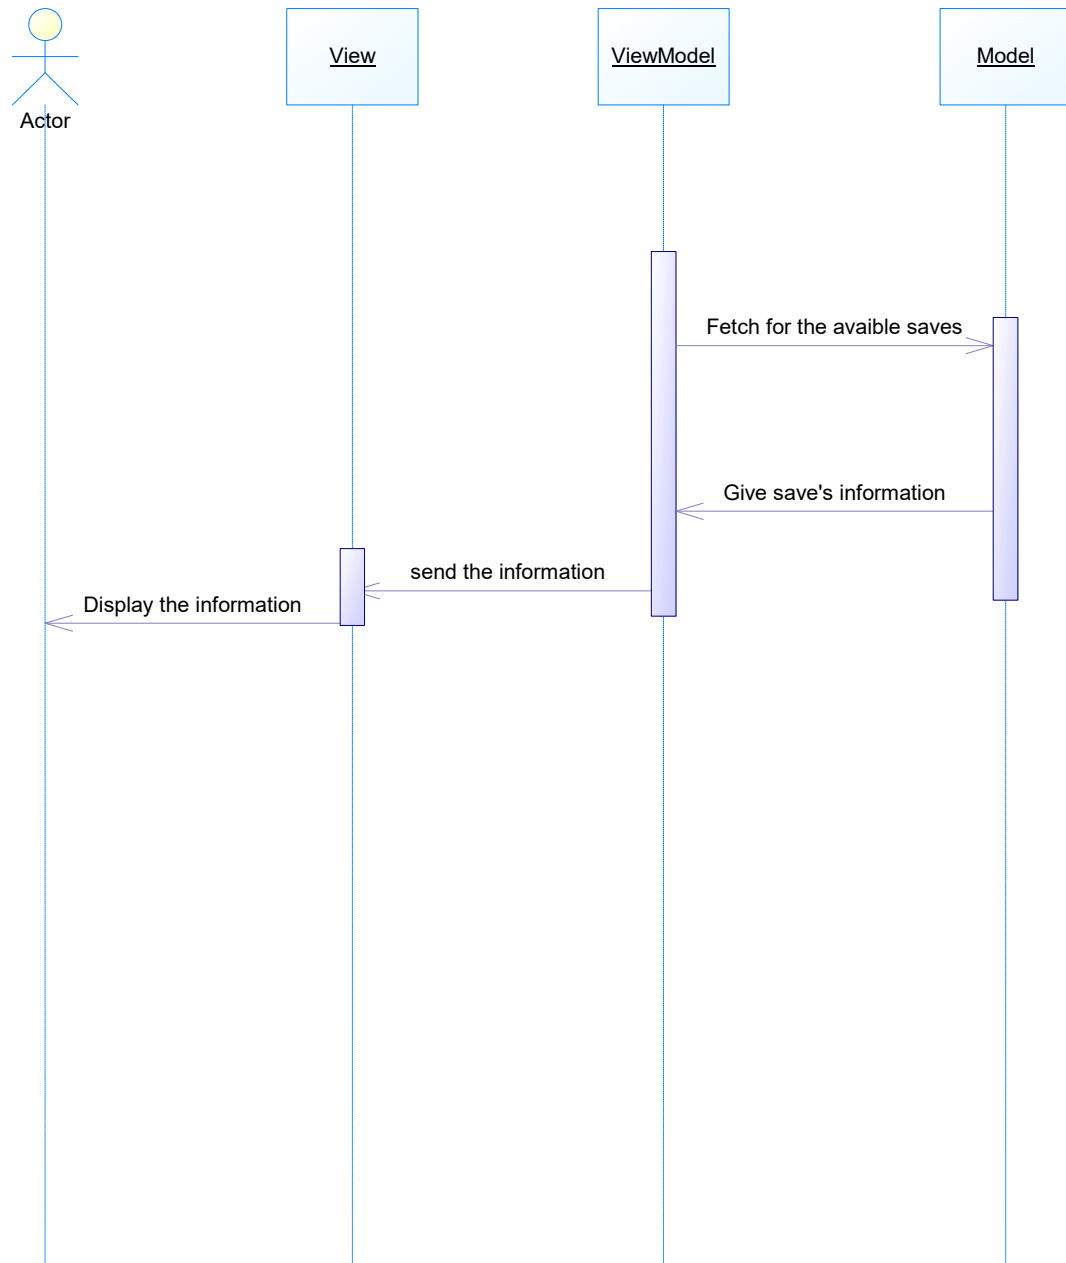 View
ViewModel
Model
Actor
Fetch for the avaible saves
Give save's information
send the information
Display the information